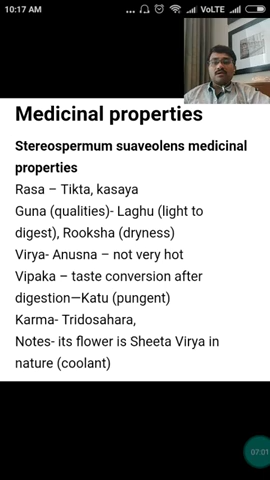 10:17 AM
... VoLTE
Medicinal properties
Stereospermum suaveolens medicinal
properties
Rasa – Tikta, kasaya
Guna (qualities)- Laghu (light to
digest), Rooksha (dryness)
Virya- Anusna – not very hot
Vipaka – taste conversion after
digestion—Katu (pungent)
Karma- Tridosahara,
Notes- its flower is Sheeta Virya in
nature (coolant)
07:01